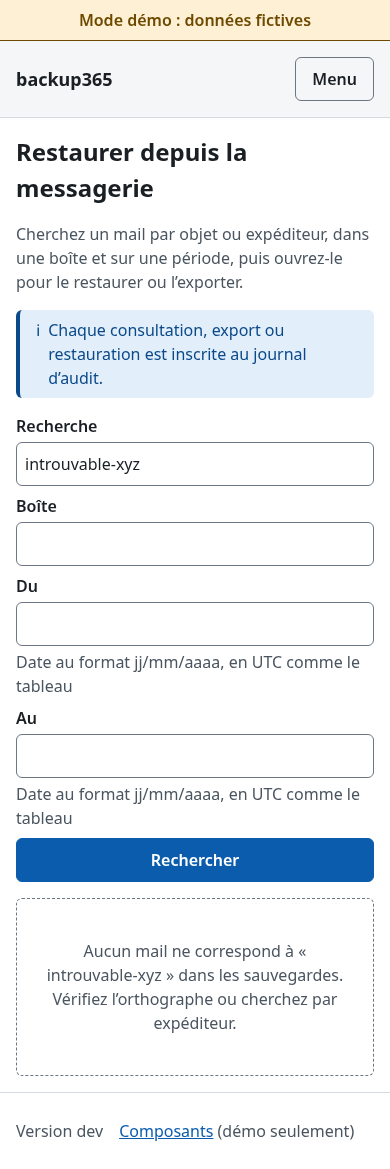 Mode démo : données fictives
backup365
Menu
Restaurer depuis la
messagerie
Cherchez un mail par objet ou expéditeur, dans
une boîte et sur une période, puis ouvrez-le
pour le restaurer ou l’exporter.
i Chaque consultation, export ou
restauration est inscrite au journal
d’audit.
Recherche
introuvable-xyz
Boîte
Du
Date au format jj/mm/aaaa, en UTC comme le
tableau
Au
Date au format jj/mm/aaaa, en UTC comme le
tableau
Rechercher
Aucun mail ne correspond à «
introuvable-xyz » dans les sauvegardes.
Vérifiez l’orthographe ou cherchez par
expéditeur.
Version dev Composants (démo seulement)